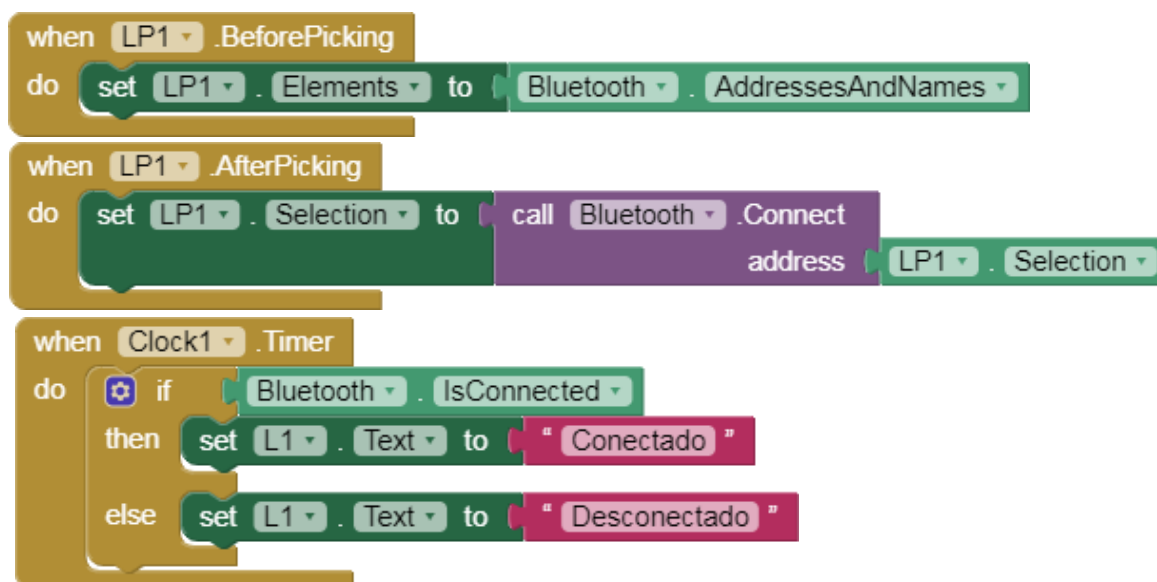 when LP1 .BeforePicking
do set LP1 . Elements to Bluetooth . AddressesAndNames
when LP1 .AfterPicking
do set LP1 . Selection to call Bluetooth .Connect
address LP1 . Selection
when Clock1 .Timer
do if Bluetooth . IsConnected
then set L1 . Text to “ Conectado ”
else set L1 . Text to “ Desconectado ”